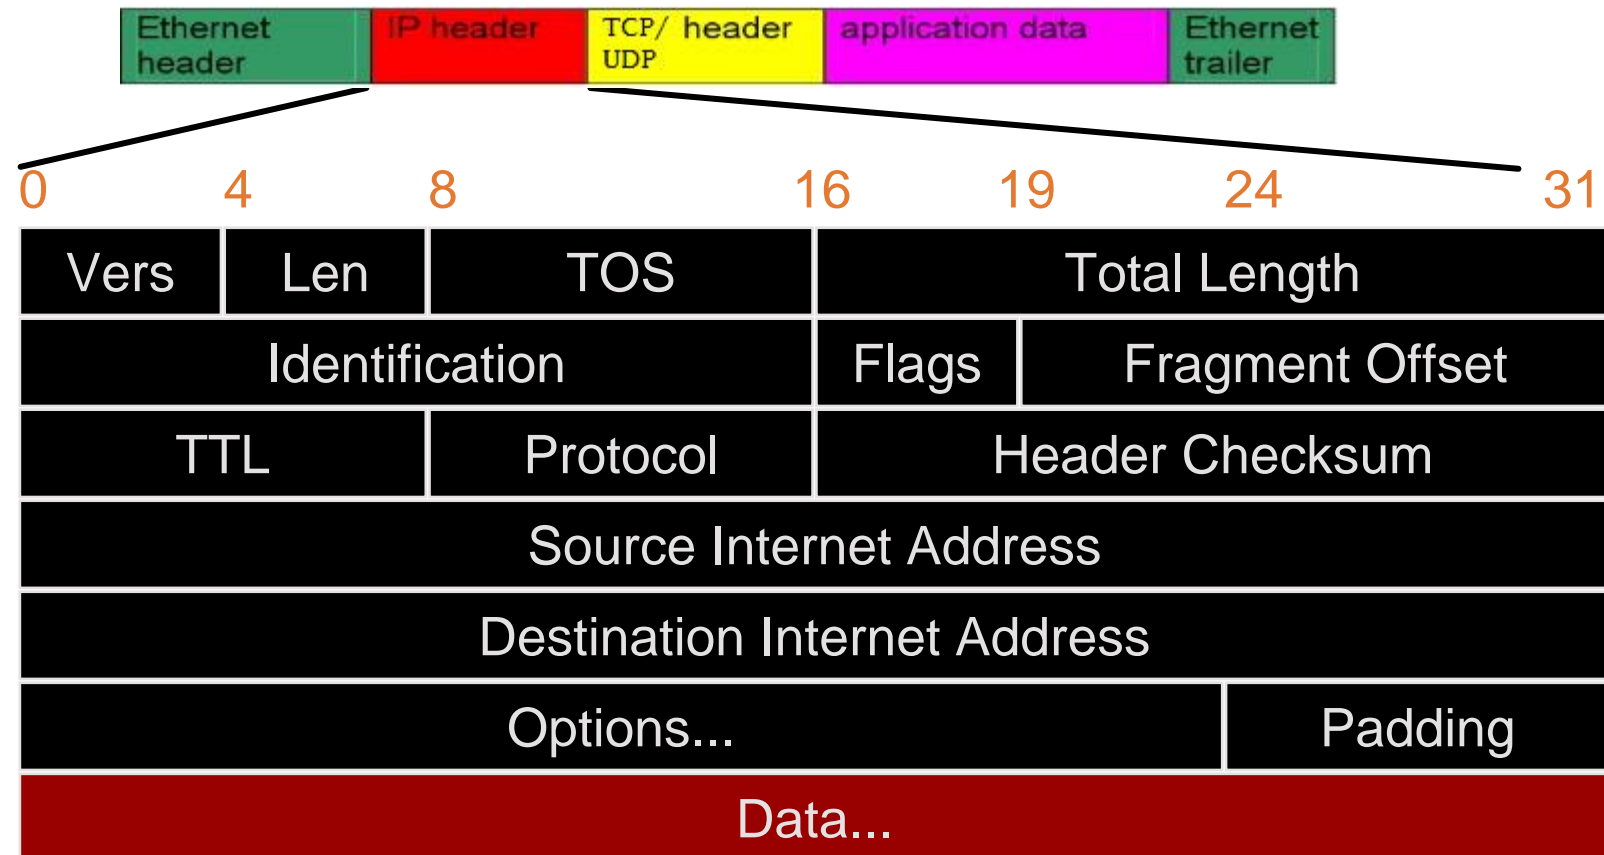 Ethernet header IP header TCP/ header UDP application data Ethernet trailer
0 4 8 16 19 24 31
Vers Len TOS Total Length
Identification Flags Fragment Offset
TTL Protocol Header Checksum
Source Internet Address
Destination Internet Address
Options... Padding
Data...